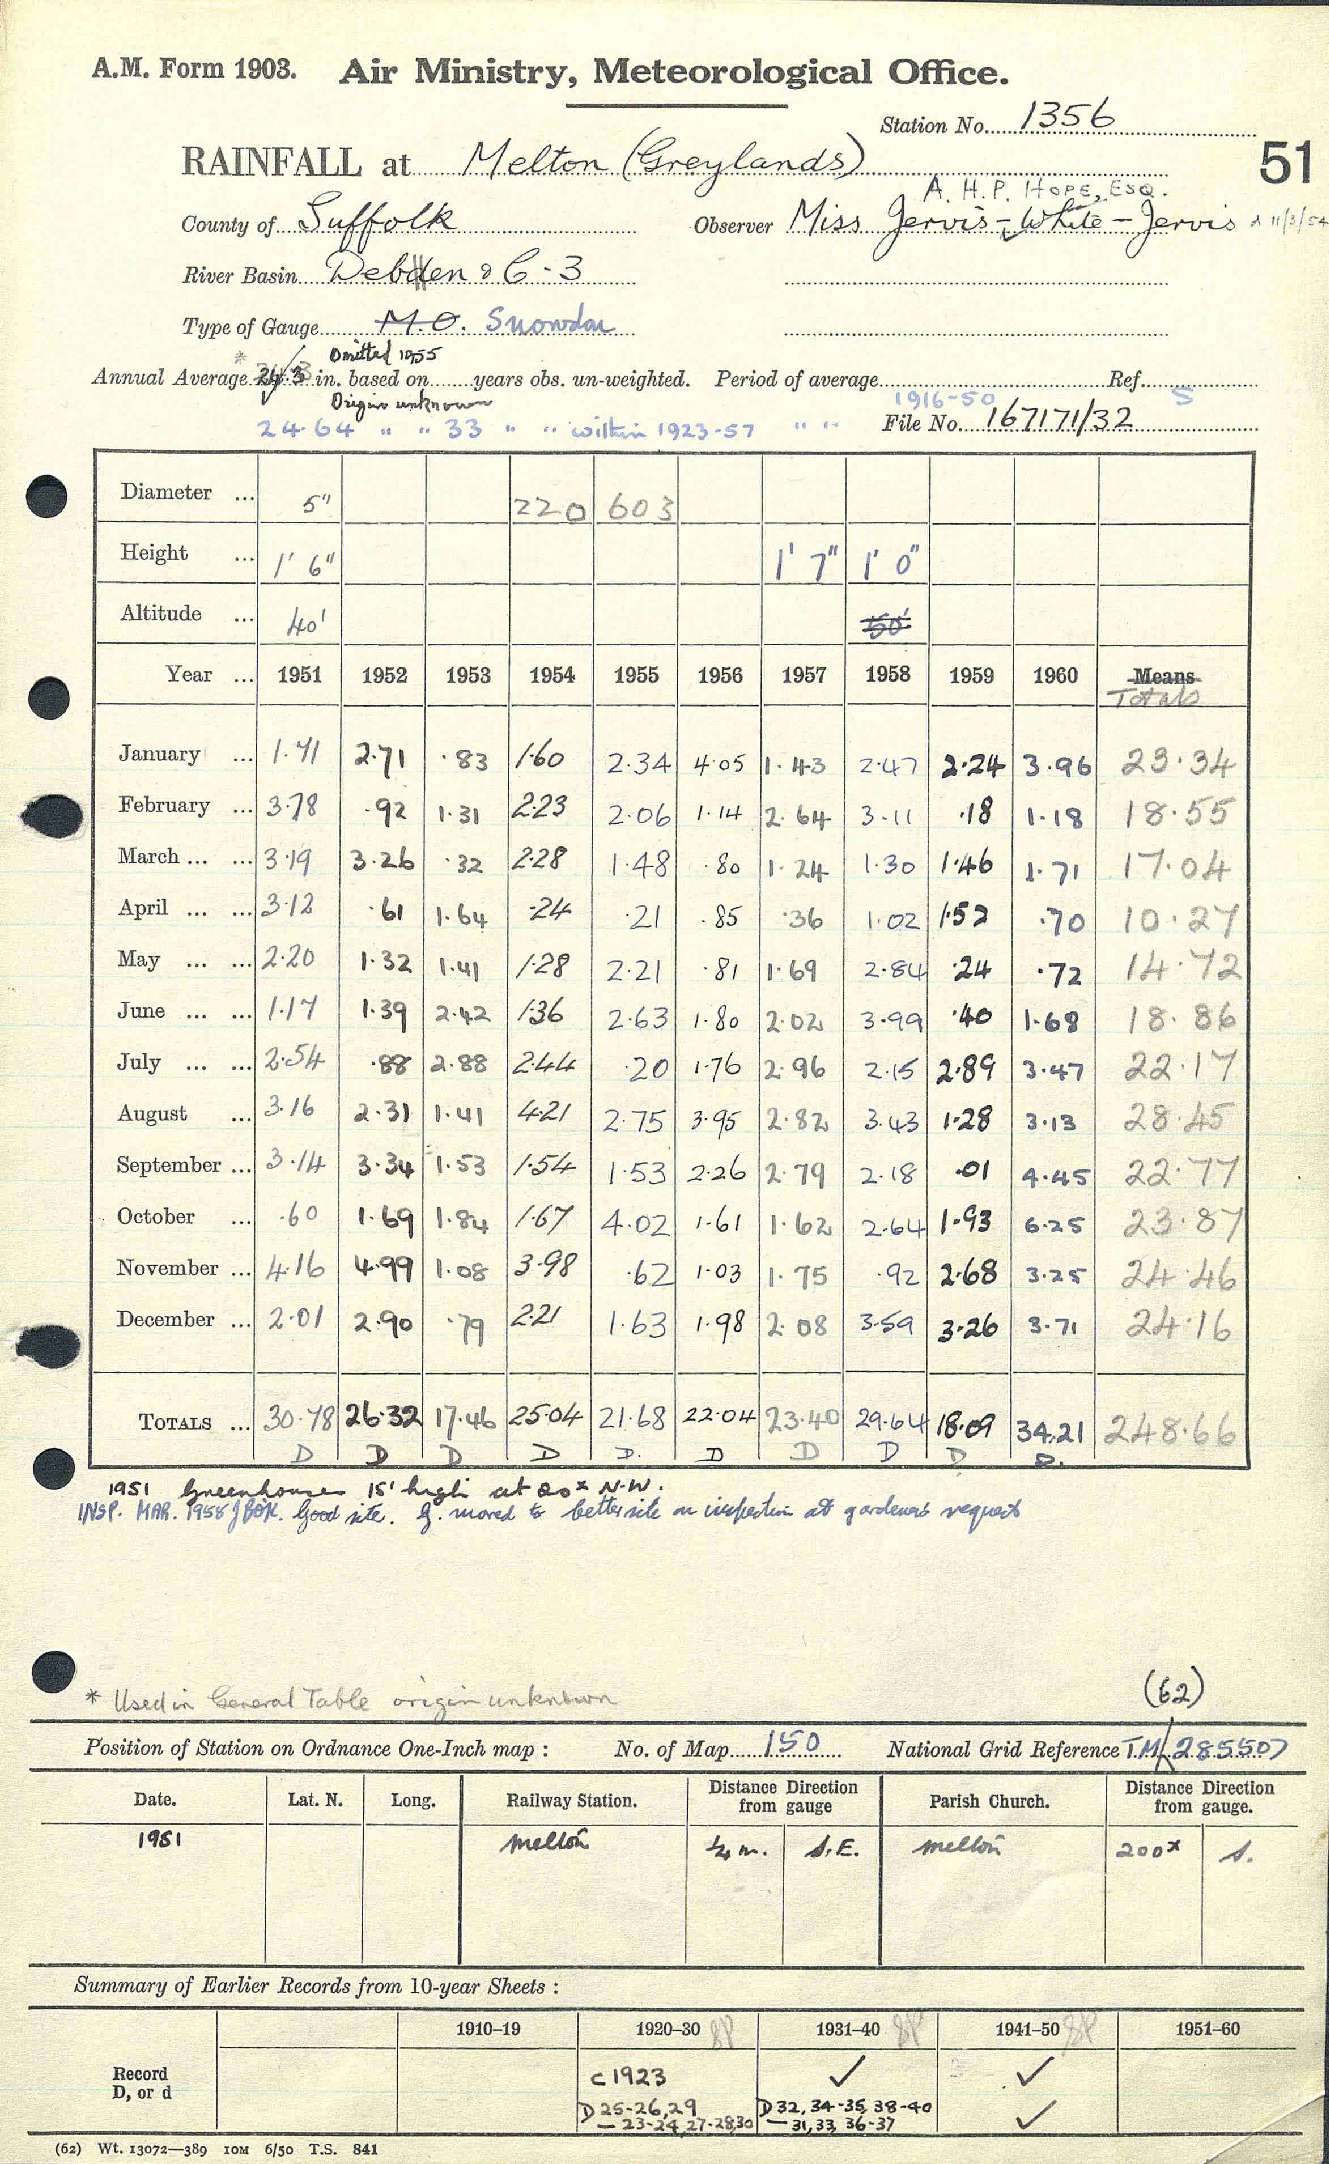 A.M. Form 1903. Air Ministry, Meteorological Office.
Station No. 1356
51
RAINFALL at Melton (Greylands)
A. H. P. HOPE, ESQ.
County of Suffolk Observer Miss Jervis-White-Jervis 11/3/54
River Basin Debden & C-3
Type of Gauge M.O. Snowdon
Omitted 1955
* Annual Average 24.3 in. based on years obs. un-weighted. Period of average 1916-50 Ref. S
Origin unknown
24.64 " " 33 " " within 1923-57 " " File No. 167171/32
Diameter ... 5" 220 603
Height ... 1' 6" 1' 7" 1' 0"
Altitude ... 40' 50'
Year ... 1951 1952 1953 1954 1955 1956 1957 1958 1959 1960 Means
Totals
January ... 1.71 2.71 .83 1.60 2.34 4.05 1.43 2.47 2.24 3.96 23.34
February ... 3.78 .92 1.31 2.23 2.06 1.14 2.64 3.11 .18 1.18 18.55
March ... ... 3.19 3.26 .32 2.28 1.48 .80 1.24 1.30 1.46 1.71 17.04
April ... ... 3.12 .61 1.64 .24 .21 .85 .36 1.02 1.52 .70 10.27
May ... ... 2.20 1.32 1.41 1.28 2.21 .81 1.69 2.84 .24 .72 14.72
June ... ... 1.17 1.39 2.42 1.36 2.63 1.80 2.02 3.99 .40 1.68 18.86
July ... ... 2.54 .88 2.88 2.44 .20 1.76 2.96 2.15 2.89 3.47 22.17
August ... 3.16 2.31 1.41 4.21 2.75 3.95 2.82 3.43 1.28 3.13 28.45
September ... 3.14 3.34 1.53 1.54 1.53 2.26 2.79 2.18 .01 4.45 22.77
October ... .60 1.69 1.84 1.67 4.02 1.61 1.62 2.64 1.93 6.25 23.87
November ... 4.16 4.99 1.08 3.98 .62 1.03 1.75 .92 2.68 3.25 24.46
December ... 2.01 2.90 .79 2.21 1.63 1.98 2.08 3.59 3.26 3.71 24.16
TOTALS ... 30.78 26.32 17.46 25.04 21.68 22.04 23.40 29.64 18.09 34.21 248.66
D D D D D. D D D D D.
1951 Greenhouses 15' high at 20x N.W.
INSP. MAR. 1958 Good site. G. moved to better site on inspection at gardeners request
* Used in General Table origin unknown
(62)
Position of Station on Ordnance One-Inch map : No. of Map 150 National Grid Reference TM/285507
Date. Lat. N. Long. Railway Station. Distance Direction from gauge Parish Church. Distance Direction from gauge.
1951 Melton ¼ m. S.E. Melton 200x S.
Summary of Earlier Records from 10-year Sheets :
1910–19 1920–30 SP 1931–40 SP 1941–50 SP 1951–60
Record c1923 ✓ ✓
D, or d D 25-26,29 D 32, 34-35, 38-40 ✓
— 23-24, 27-28,30 — 31,33, 36-37
(62) Wt. 13072—389 10M 6/50 T.S. 841